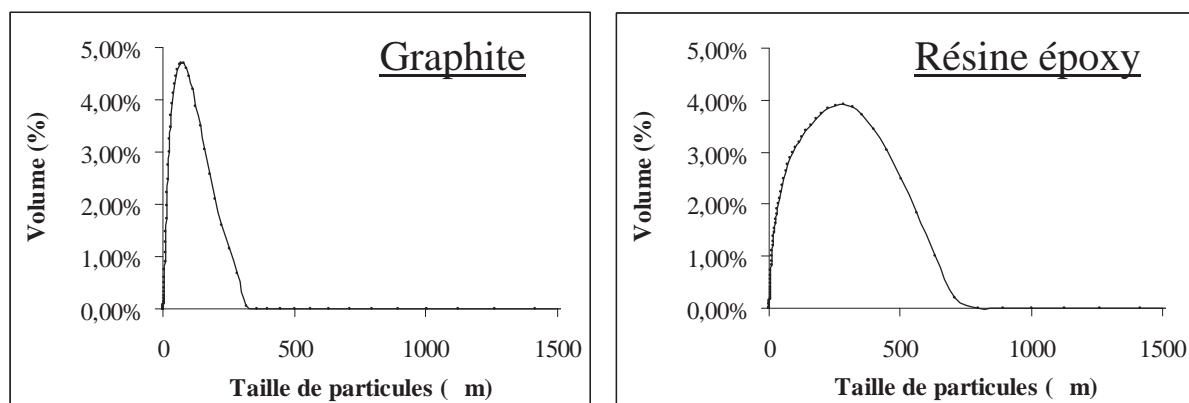 Graphite
5,00%
4,00%
3,00%
2,00%
1,00%
0,00%
Volume (%)
0 500 1000 1500
Taille de particules ( m)
Résine époxy
5,00%
4,00%
3,00%
2,00%
1,00%
0,00%
Volume (%)
0 500 1000 1500
Taille de particules ( m)